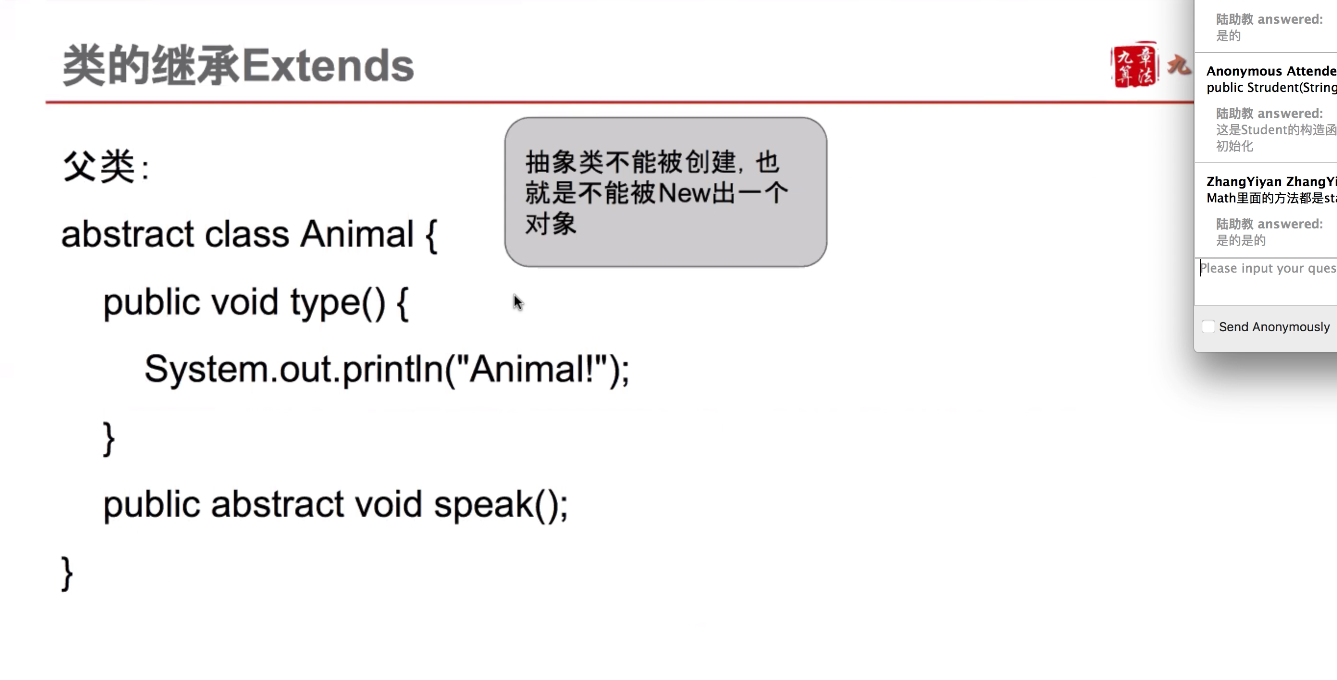 类的继承Extends
九章
算法
九
父类：
抽象类不能被创建，也
就是不能被New出一个
对象
abstract class Animal {
public void type() {
System.out.println("Animal!");
}
public abstract void speak();
}
陆助教 answered:
是的
Anonymous Attende
public Strudent(String
陆助教 answered:
这是Student的构造函
初始化
ZhangYiyan ZhangYi
Math里面的方法都是sta
陆助教 answered:
是的是的
Please input your ques
Send Anonymously